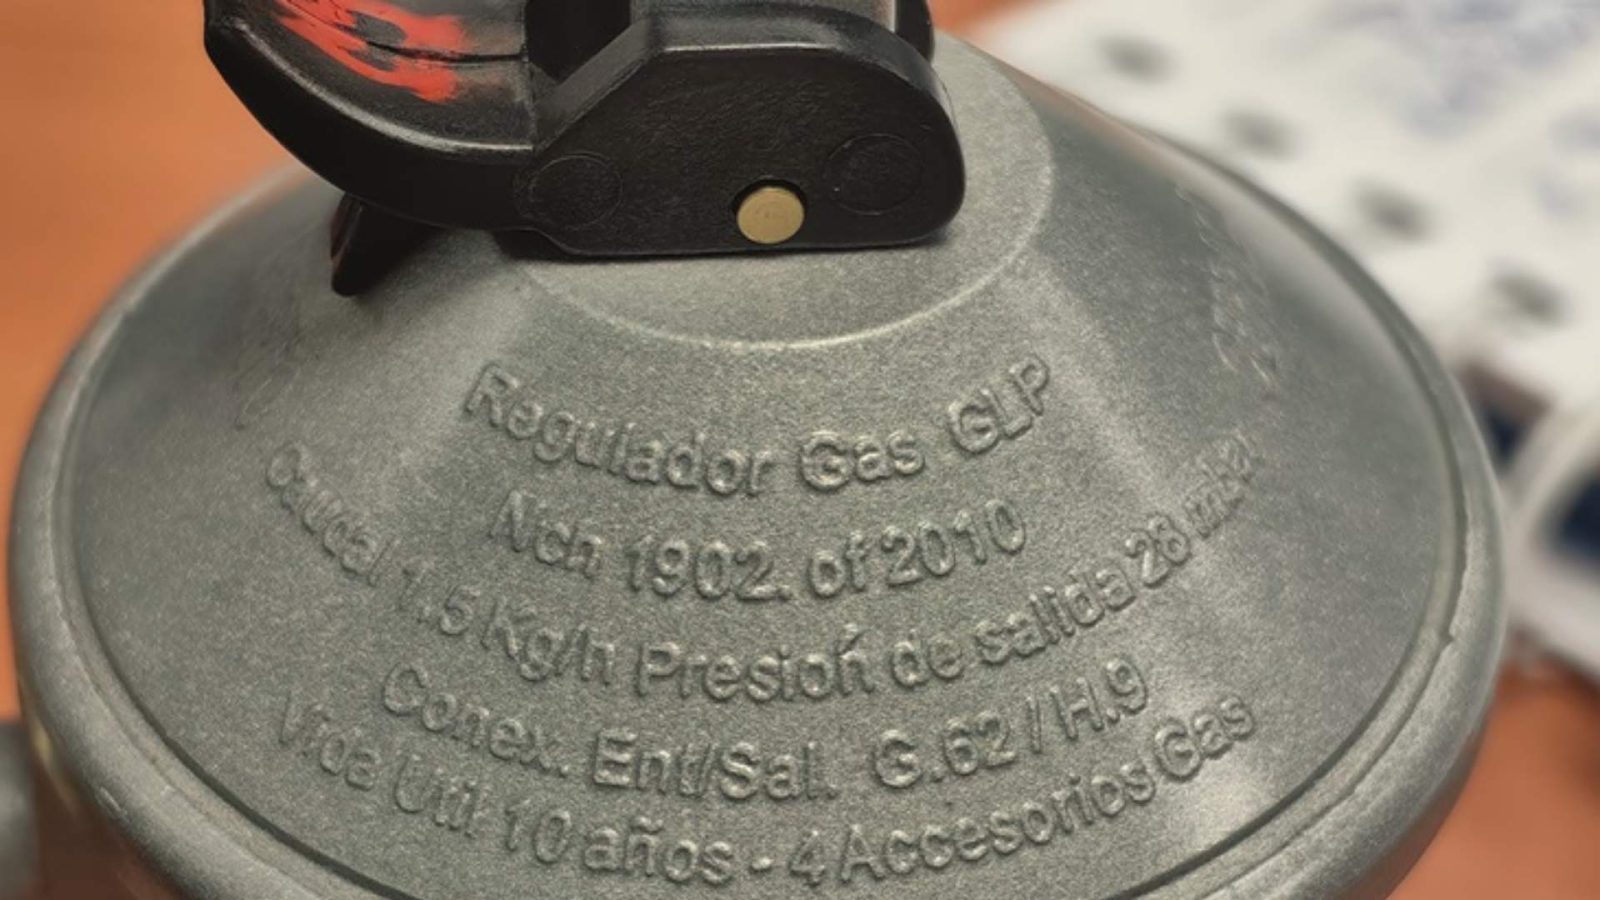 Regulador Gas GLP
Nch 1902. of 2010
Caudal 1.5 Kg/h Presión de salida 28 mbar
Conex. Ent/Sal. G.62 / H.9
Vida Util 10 años - 4 Accesorios Gas